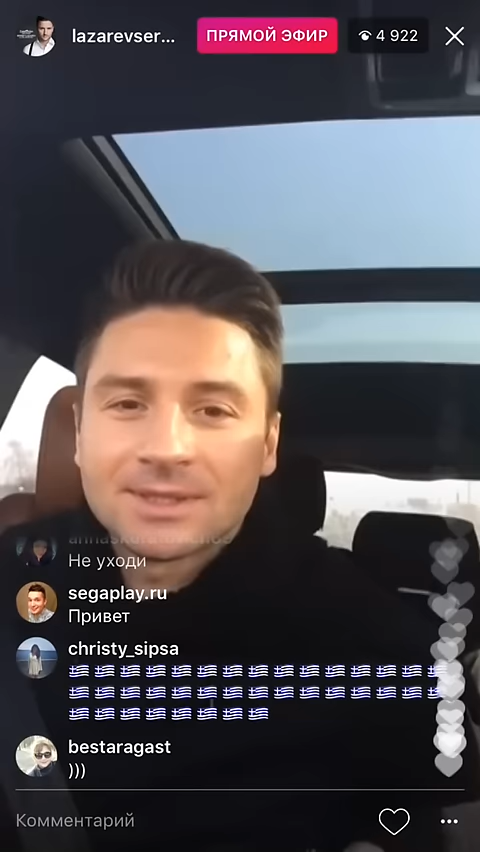 lazarevser...
ПРЯМОЙ ЭФИР
4 922
Не уходи
segaplay.ru
Привет
christy_sipsa
🇬🇷🇬🇷🇬🇷🇬🇷🇬🇷🇬🇷🇬🇷🇬🇷🇬🇷🇬🇷🇬🇷🇬🇷🇬🇷🇬🇷🇬🇷
🇬🇷🇬🇷🇬🇷🇬🇷🇬🇷🇬🇷🇬🇷🇬🇷🇬🇷🇬🇷🇬🇷🇬🇷🇬🇷🇬🇷🇬🇷
🇬🇷🇬🇷🇬🇷🇬🇷🇬🇷🇬🇷🇬🇷🇬🇷
bestaragast
)))
Комментарий